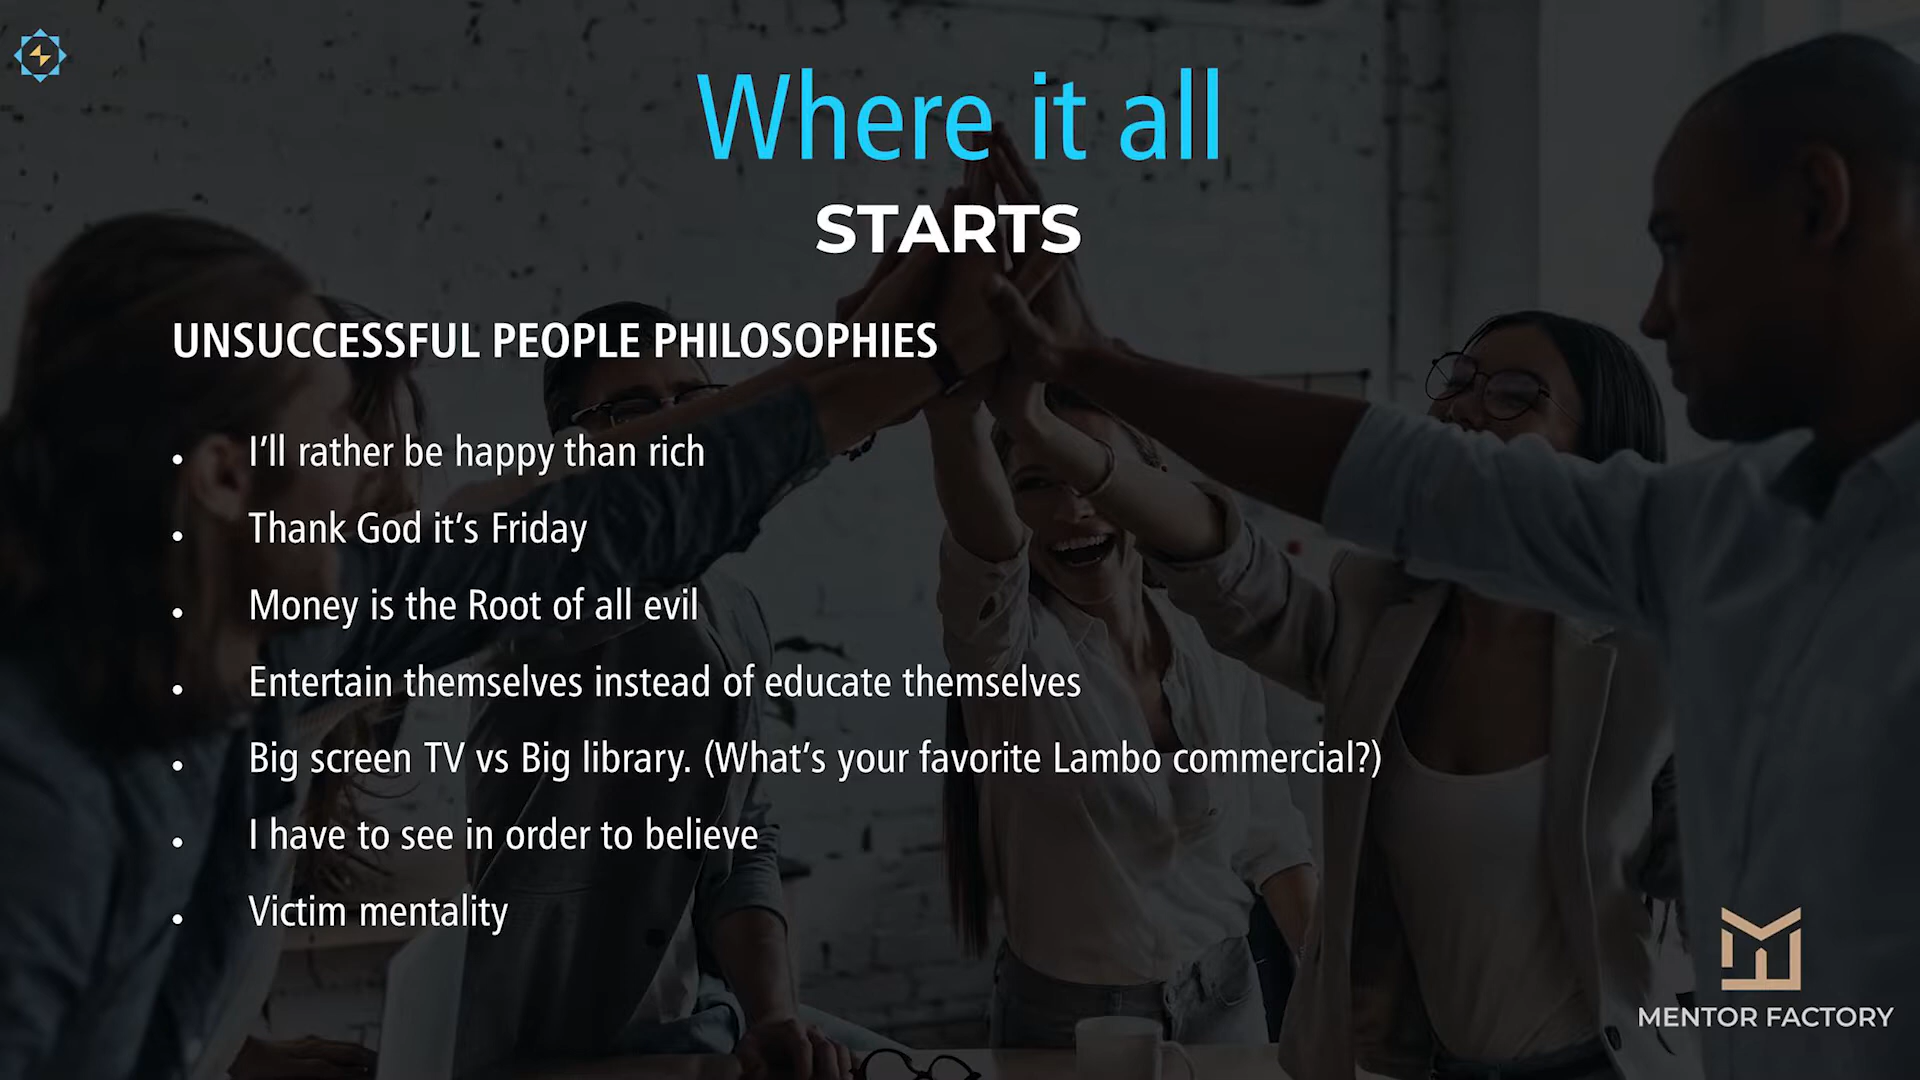 Where it all
STARTS
UNSUCCESSFUL PEOPLE PHILOSOPHIES
• I’ll rather be happy than rich
• Thank God it’s Friday
• Money is the Root of all evil
• Entertain themselves instead of educate themselves
• Big screen TV vs Big library. (What’s your favorite Lambo commercial?)
• I have to see in order to believe
• Victim mentality
MENTOR FACTORY